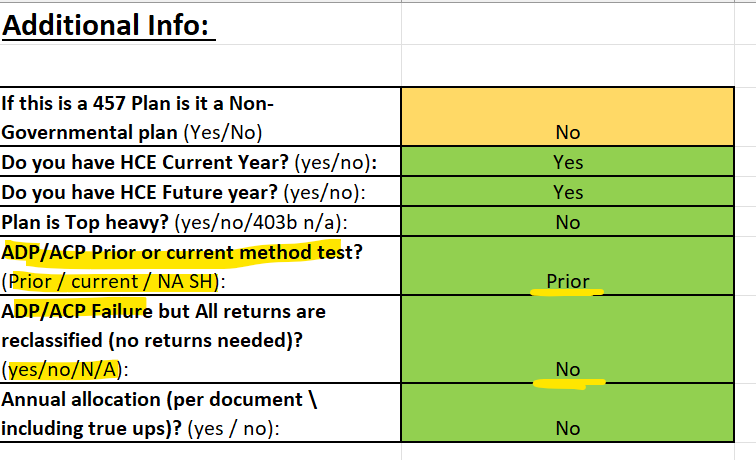 Additional Info:
If this is a 457 Plan is it a Non-
Governmental plan (Yes/No)
No
Do you have HCE Current Year? (yes/no):
Yes
Do you have HCE Future year? (yes/no):
Yes
Plan is Top heavy? (yes/no/403b n/a):
No
ADP/ACP Prior or current method test?
(Prior / current / NA SH):
Prior
ADP/ACP Failure but All returns are
reclassified (no returns needed)?
(yes/no/N/A):
No
Annual allocation (per document \
including true ups)? (yes / no):
No